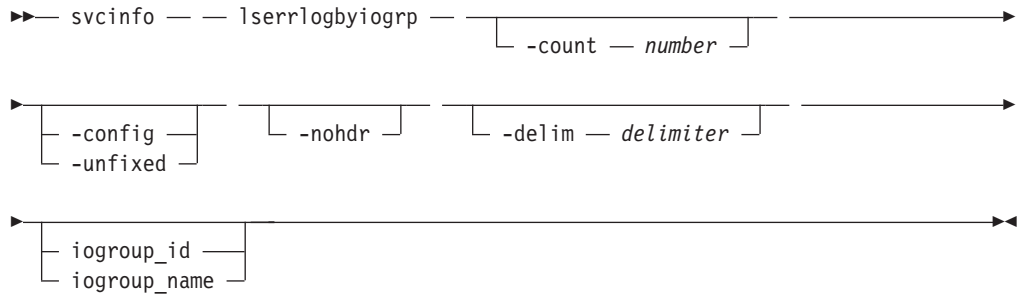 svcinfo lserrlogbyiogrp -count number
-config -nohdr -delim delimiter
-unfixed
iogroup_id
iogroup_name